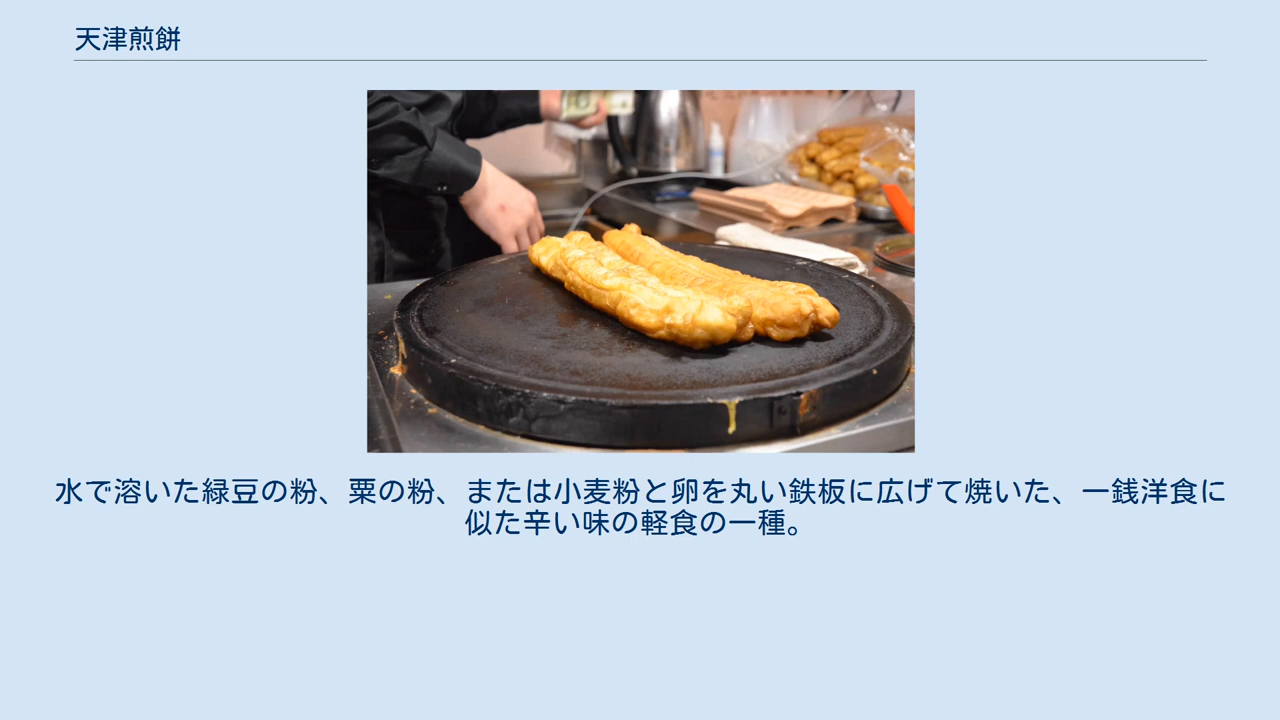 天津煎餅
水で溶いた緑豆の粉、粟の粉、または小麦粉と卵を丸い鉄板に広げて焼いた、一銭洋食に
似た辛い味の軽食の一種。